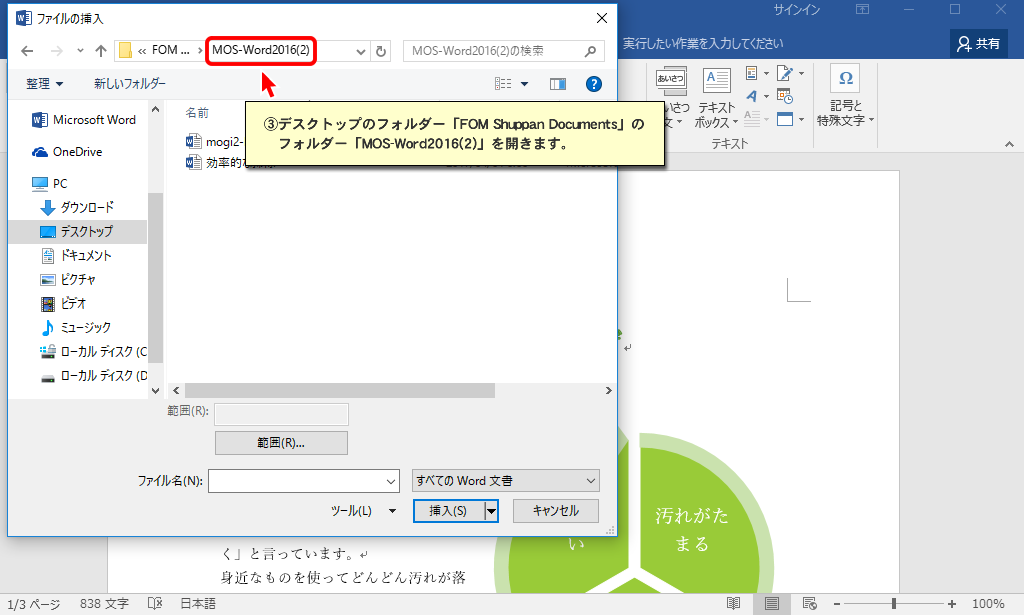 ファイルの挿入
サインイン
« FOM ... › MOS-Word2016(2)
MOS-Word2016(2)の検索
実行したい作業を入力してください
共有
整理
新しいフォルダー
あいさつ
テキスト
ボックス
記号と
特殊文字
テキスト
名前
③デスクトップのフォルダー「FOM Shuppan Documents」の
フォルダー「MOS-Word2016(2)」を開きます。
mogi2-
効率的な
Microsoft Word
OneDrive
PC
ダウンロード
デスクトップ
ドキュメント
ピクチャ
ビデオ
ミュージック
ローカル ディスク (C
ローカル ディスク (D
範囲(R):
範囲(R)...
ファイル名(N):
すべての Word 文書
ツール(L)
挿入(S)
キャンセル
汚れがた
まる
い
く」と言っています。
身近なものを使ってどんどん汚れが落
1/3 ページ
838 文字
日本語
100%